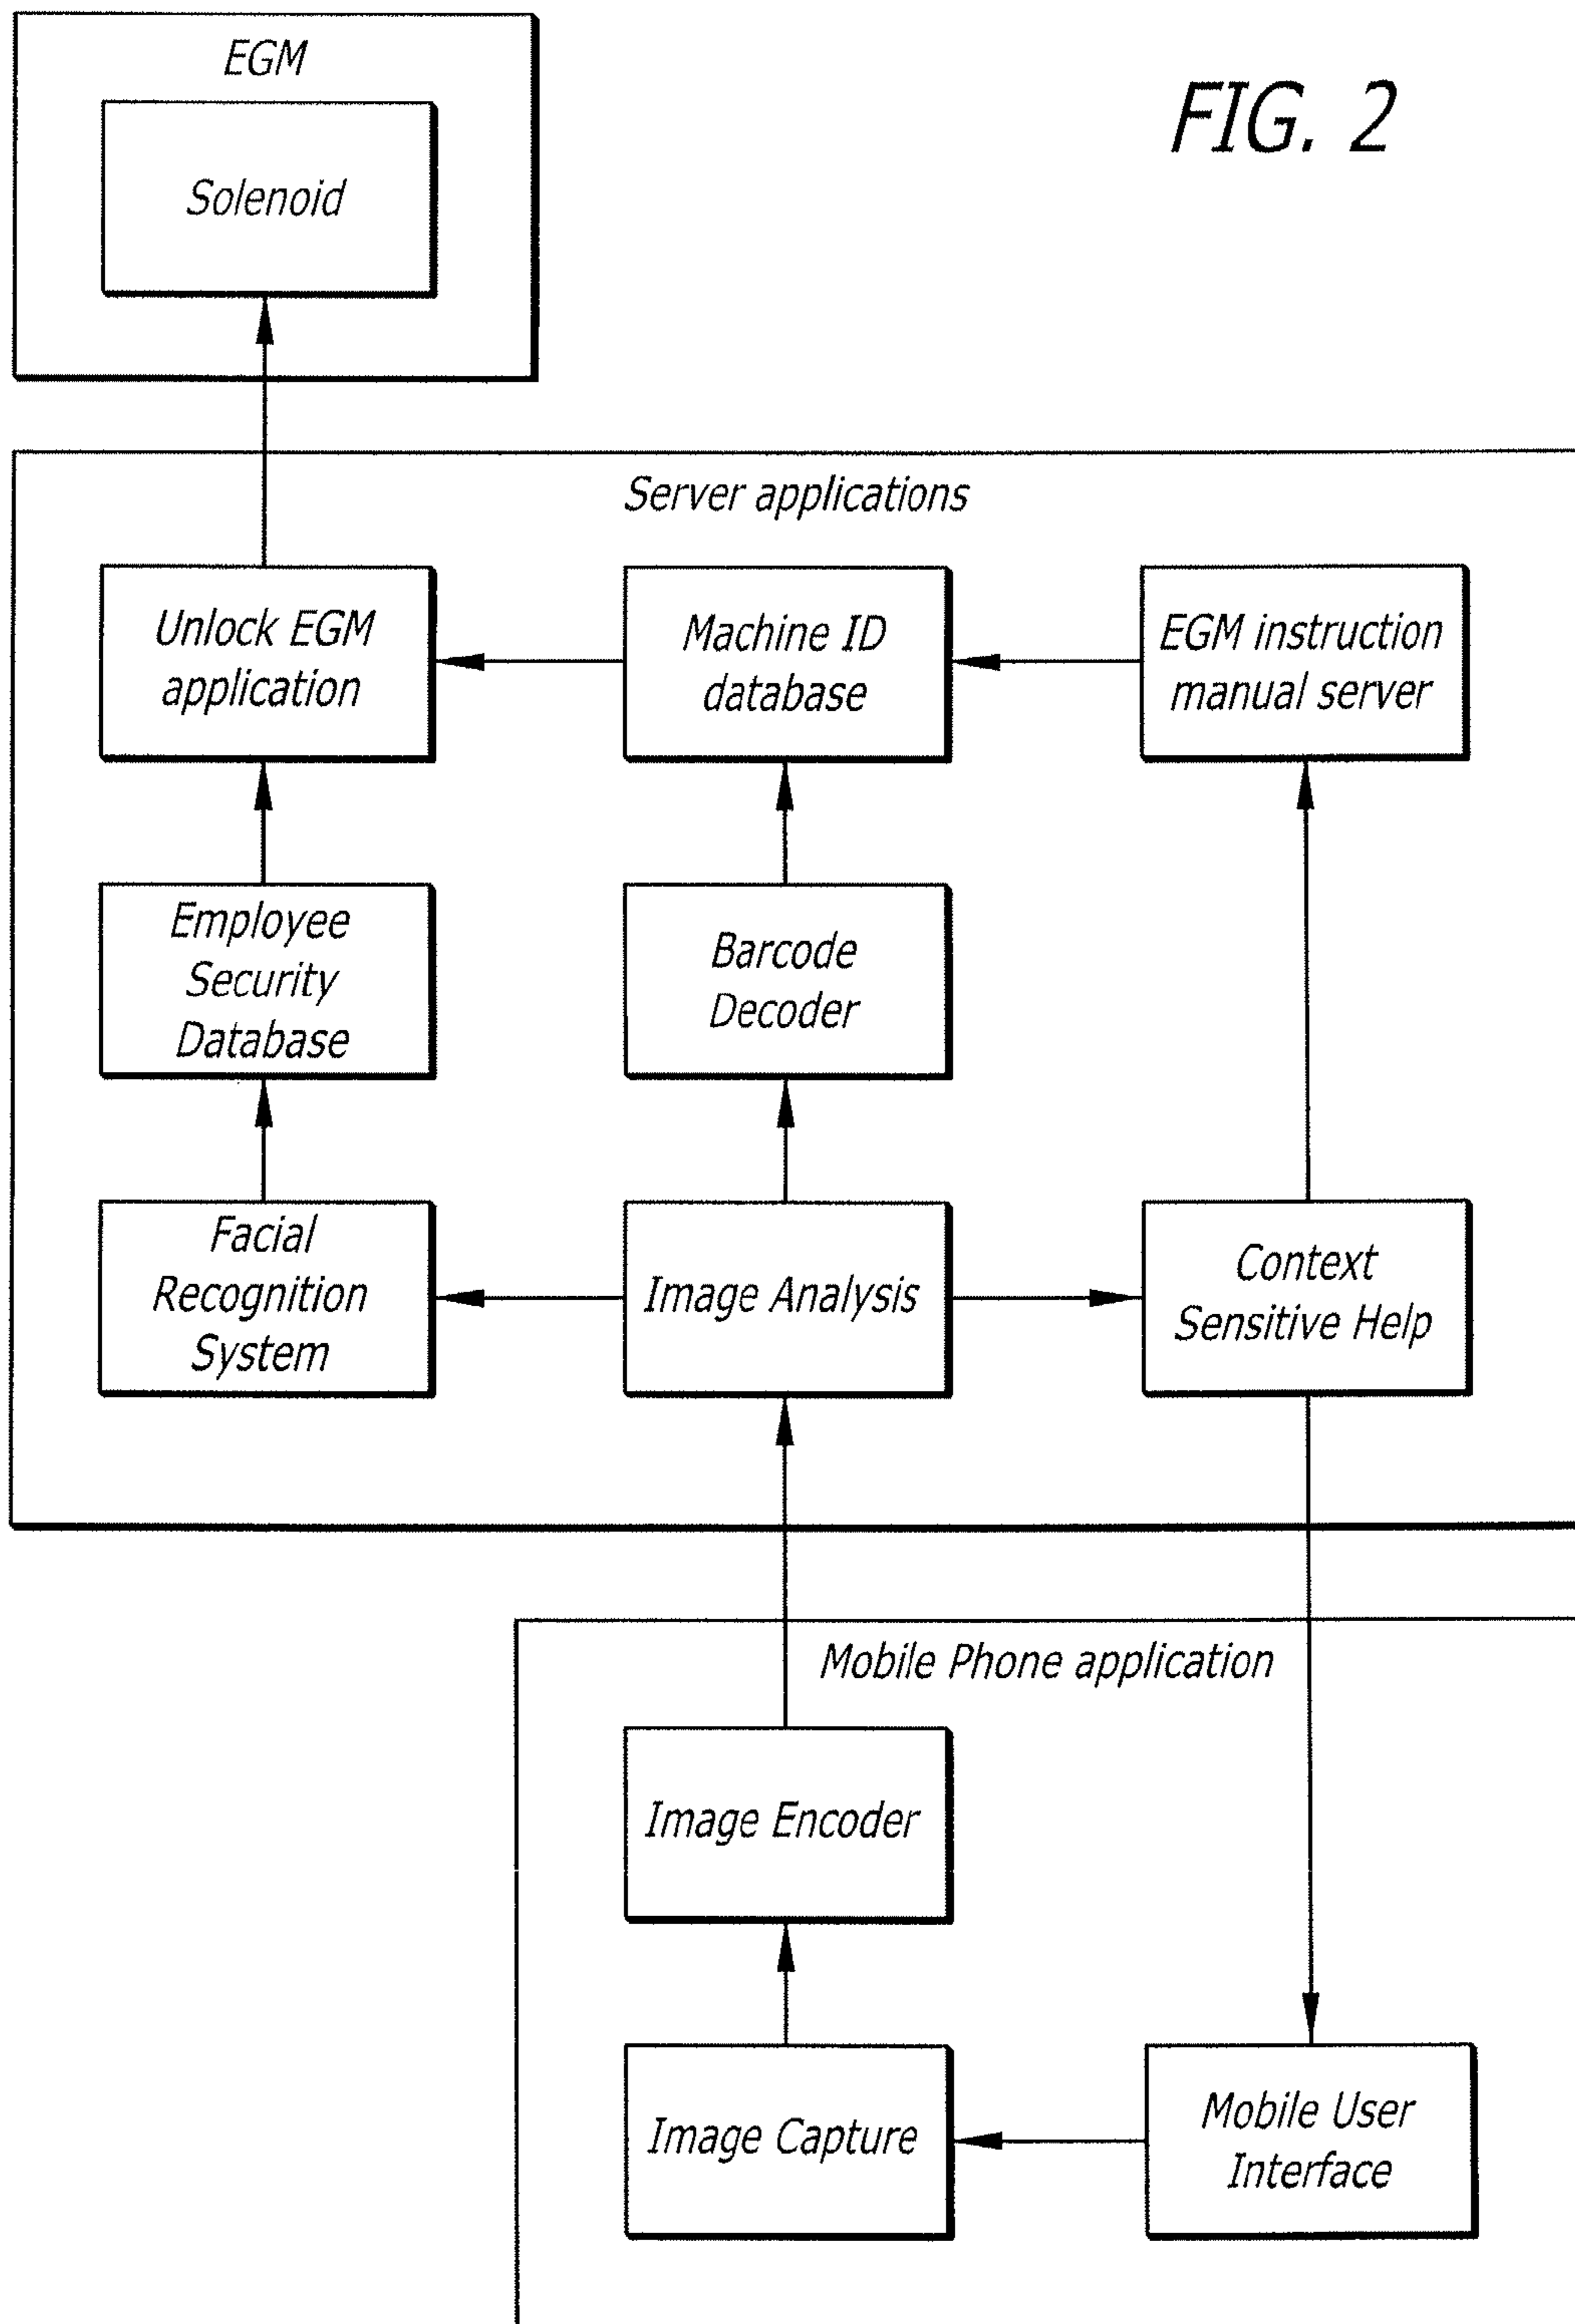 EGM
FIG. 2
Solenoid
Server applications
Unlock EGM
application
Machine ID
database
EGM instruction
manual server
Employee
Security
Database
Barcode
Decoder
Facial
Recognition
System
Image Analysis
Context
Sensitive Help
Mobile Phone application
Image Encoder
Image Capture
Mobile User
Interface